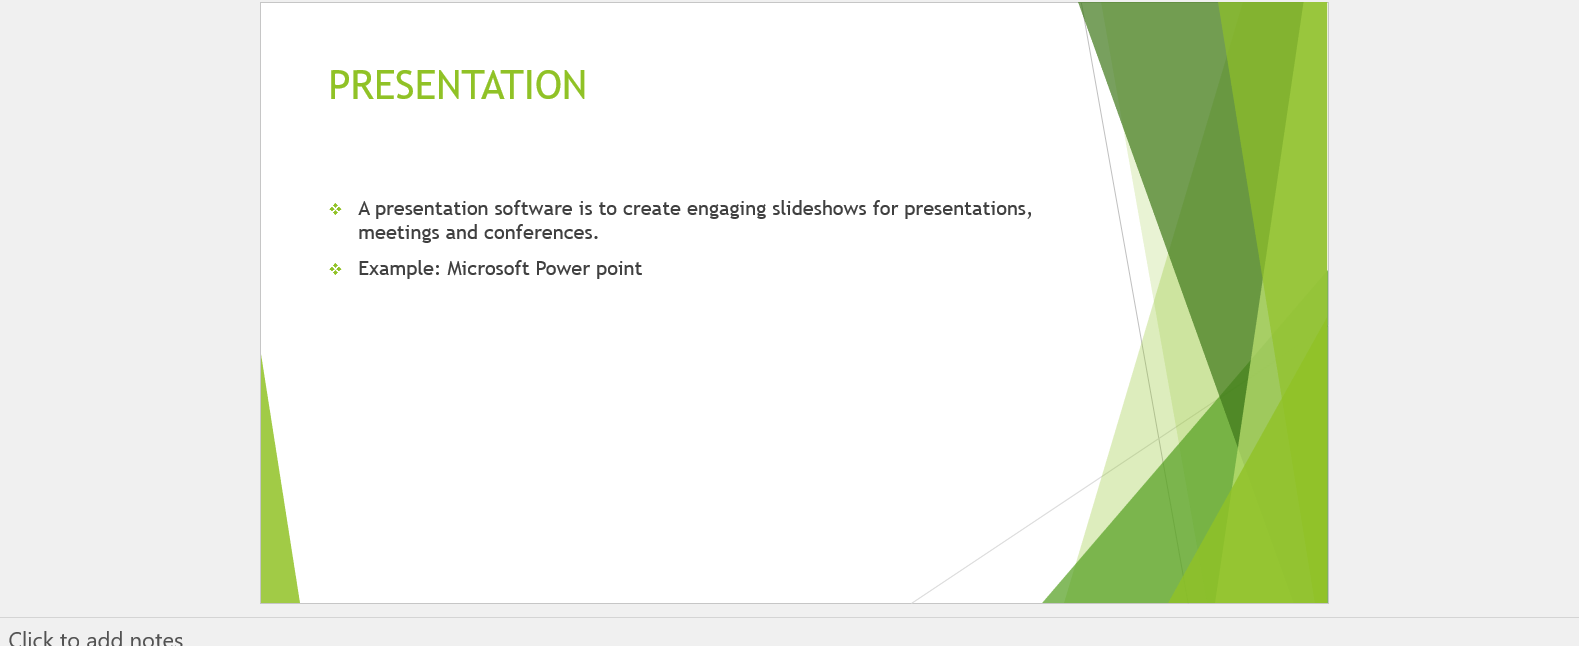 PRESENTATION
A presentation software is to create engaging slideshows for presentations,
meetings and conferences.
Example: Microsoft Power point
Click to add notes